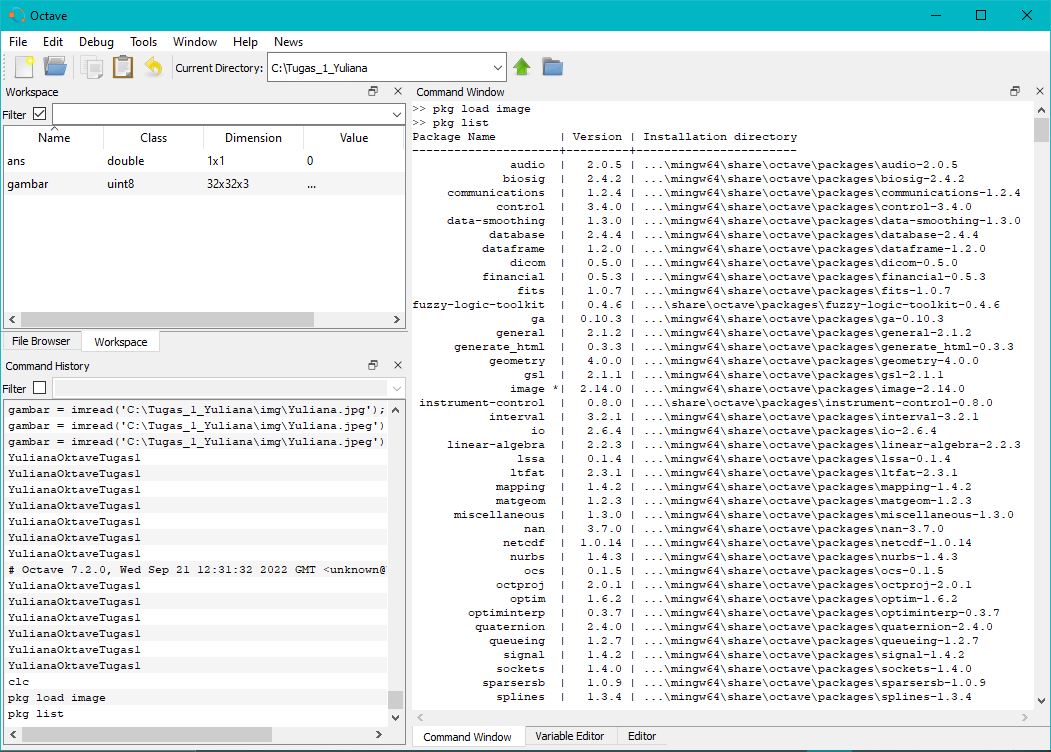 Octave
File Edit Debug Tools Window Help News
Current Directory: C:\Tugas_1_Yuliana
Workspace
Filter
Name Class Dimension Value
ans double 1x1 0
gambar uint8 32x32x3 ...
File Browser Workspace
Command History
Filter
gambar = imread('C:\Tugas_1_Yuliana\img\Yuliana.jpg');
gambar = imread('C:\Tugas_1_Yuliana\img\Yuliana.jpeg')
gambar = imread('C:\Tugas_1_Yuliana\img\Yuliana.jpeg')
YulianaOktaveTugas1
YulianaOktaveTugas1
YulianaOktaveTugas1
YulianaOktaveTugas1
YulianaOktaveTugas1
YulianaOktaveTugas1
YulianaOktaveTugas1
# Octave 7.2.0, Wed Sep 21 12:31:32 2022 GMT <unknown@
YulianaOktaveTugas1
YulianaOktaveTugas1
YulianaOktaveTugas1
YulianaOktaveTugas1
YulianaOktaveTugas1
YulianaOktaveTugas1
clc
pkg load image
pkg list
Command Window
>> pkg load image
>> pkg list
Package Name | Version | Installation directory
---------------------+---------+-----------------------
audio | 2.0.5 | ...\mingw64\share\octave\packages\audio-2.0.5
biosig | 2.4.2 | ...\mingw64\share\octave\packages\biosig-2.4.2
communications | 1.2.4 | ...\mingw64\share\octave\packages\communications-1.2.4
control | 3.4.0 | ...\mingw64\share\octave\packages\control-3.4.0
data-smoothing | 1.3.0 | ...\mingw64\share\octave\packages\data-smoothing-1.3.0
database | 2.4.4 | ...\mingw64\share\octave\packages\database-2.4.4
dataframe | 1.2.0 | ...\mingw64\share\octave\packages\dataframe-1.2.0
dicom | 0.5.0 | ...\mingw64\share\octave\packages\dicom-0.5.0
financial | 0.5.3 | ...\mingw64\share\octave\packages\financial-0.5.3
fits | 1.0.7 | ...\mingw64\share\octave\packages\fits-1.0.7
fuzzy-logic-toolkit | 0.4.6 | ...\share\octave\packages\fuzzy-logic-toolkit-0.4.6
ga | 0.10.3 | ...\mingw64\share\octave\packages\ga-0.10.3
general | 2.1.2 | ...\mingw64\share\octave\packages\general-2.1.2
generate_html | 0.3.3 | ...\mingw64\share\octave\packages\generate_html-0.3.3
geometry | 4.0.0 | ...\mingw64\share\octave\packages\geometry-4.0.0
gsl | 2.1.1 | ...\mingw64\share\octave\packages\gsl-2.1.1
image *| 2.14.0 | ...\mingw64\share\octave\packages\image-2.14.0
instrument-control | 0.8.0 | ...\share\octave\packages\instrument-control-0.8.0
interval | 3.2.1 | ...\mingw64\share\octave\packages\interval-3.2.1
io | 2.6.4 | ...\mingw64\share\octave\packages\io-2.6.4
linear-algebra | 2.2.3 | ...\mingw64\share\octave\packages\linear-algebra-2.2.3
lssa | 0.1.4 | ...\mingw64\share\octave\packages\lssa-0.1.4
ltfat | 2.3.1 | ...\mingw64\share\octave\packages\ltfat-2.3.1
mapping | 1.4.2 | ...\mingw64\share\octave\packages\mapping-1.4.2
matgeom | 1.2.3 | ...\mingw64\share\octave\packages\matgeom-1.2.3
miscellaneous | 1.3.0 | ...\mingw64\share\octave\packages\miscellaneous-1.3.0
nan | 3.7.0 | ...\mingw64\share\octave\packages\nan-3.7.0
netcdf | 1.0.14 | ...\mingw64\share\octave\packages\netcdf-1.0.14
nurbs | 1.4.3 | ...\mingw64\share\octave\packages\nurbs-1.4.3
ocs | 0.1.5 | ...\mingw64\share\octave\packages\ocs-0.1.5
octproj | 2.0.1 | ...\mingw64\share\octave\packages\octproj-2.0.1
optim | 1.6.2 | ...\mingw64\share\octave\packages\optim-1.6.2
optiminterp | 0.3.7 | ...\mingw64\share\octave\packages\optiminterp-0.3.7
quaternion | 2.4.0 | ...\mingw64\share\octave\packages\quaternion-2.4.0
queueing | 1.2.7 | ...\mingw64\share\octave\packages\queueing-1.2.7
signal | 1.4.2 | ...\mingw64\share\octave\packages\signal-1.4.2
sockets | 1.4.0 | ...\mingw64\share\octave\packages\sockets-1.4.0
sparsersb | 1.0.9 | ...\mingw64\share\octave\packages\sparsersb-1.0.9
splines | 1.3.4 | ...\mingw64\share\octave\packages\splines-1.3.4
Command Window Variable Editor Editor